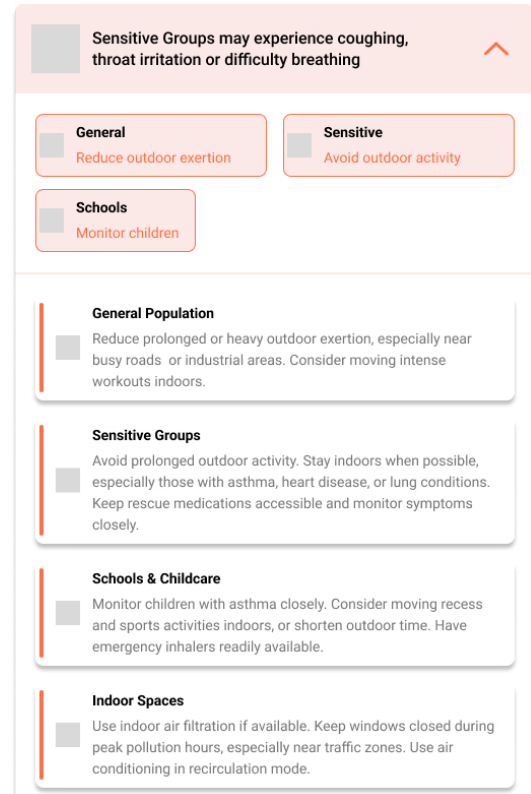 Sensitive Groups may experience coughing,
throat irritation or difficulty breathing
General
Reduce outdoor exertion
Sensitive
Avoid outdoor activity
Schools
Monitor children
General Population
Reduce prolonged or heavy outdoor exertion, especially near
busy roads or industrial areas. Consider moving intense
workouts indoors.
Sensitive Groups
Avoid prolonged outdoor activity. Stay indoors when possible,
especially those with asthma, heart disease, or lung conditions.
Keep rescue medications accessible and monitor symptoms
closely.
Schools & Childcare
Monitor children with asthma closely. Consider moving recess
and sports activities indoors, or shorten outdoor time. Have
emergency inhalers readily available.
Indoor Spaces
Use indoor air filtration if available. Keep windows closed during
peak pollution hours, especially near traffic zones. Use air
conditioning in recirculation mode.